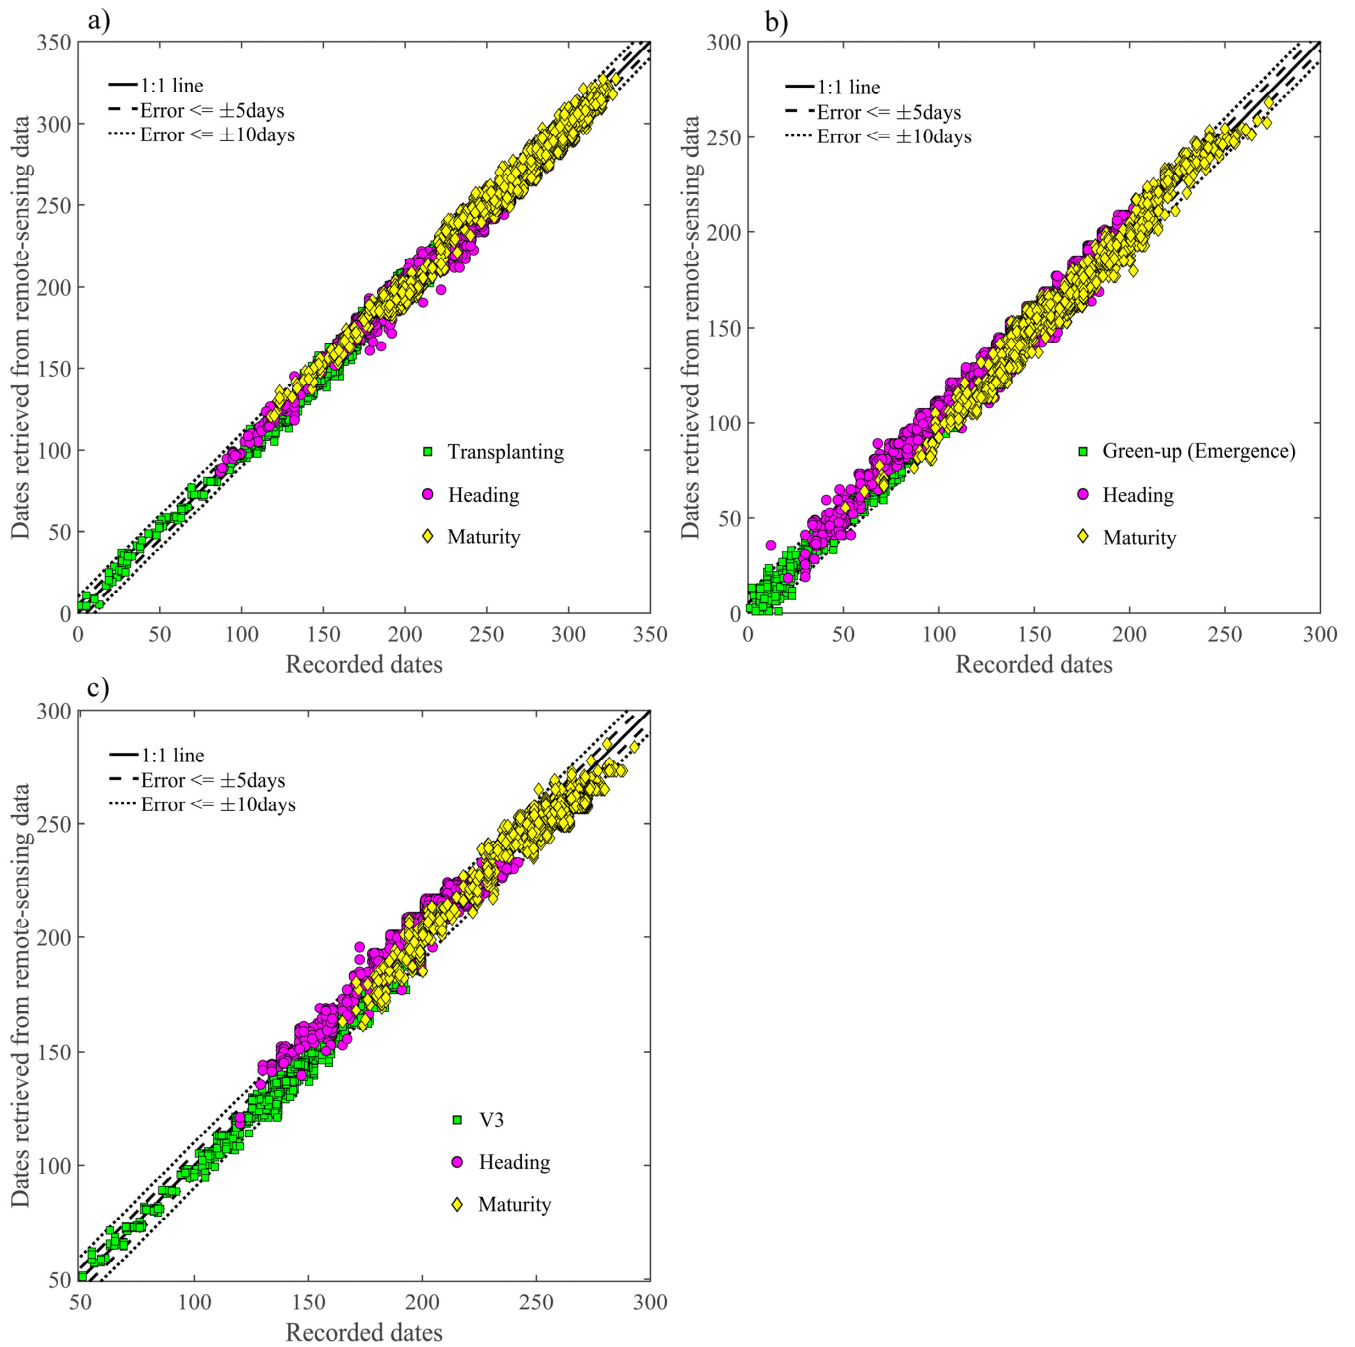 a)
350
300
250
200
150
100
50
0
0 50 100 150 200 250 300 350
Dates retrieved from remote-sensing data
Recorded dates
1:1 line
Error <= ±5days
Error <= ±10days
Transplanting
Heading
Maturity
b)
300
250
200
150
100
50
0
0 50 100 150 200 250 300
Dates retrieved from remote-sensing data
Recorded dates
1:1 line
Error <= ±5days
Error <= ±10days
Green-up (Emergence)
Heading
Maturity
c)
300
250
200
150
100
50
50 100 150 200 250 300
Dates retrieved from remote-sensing data
Recorded dates
1:1 line
Error <= ±5days
Error <= ±10days
V3
Heading
Maturity